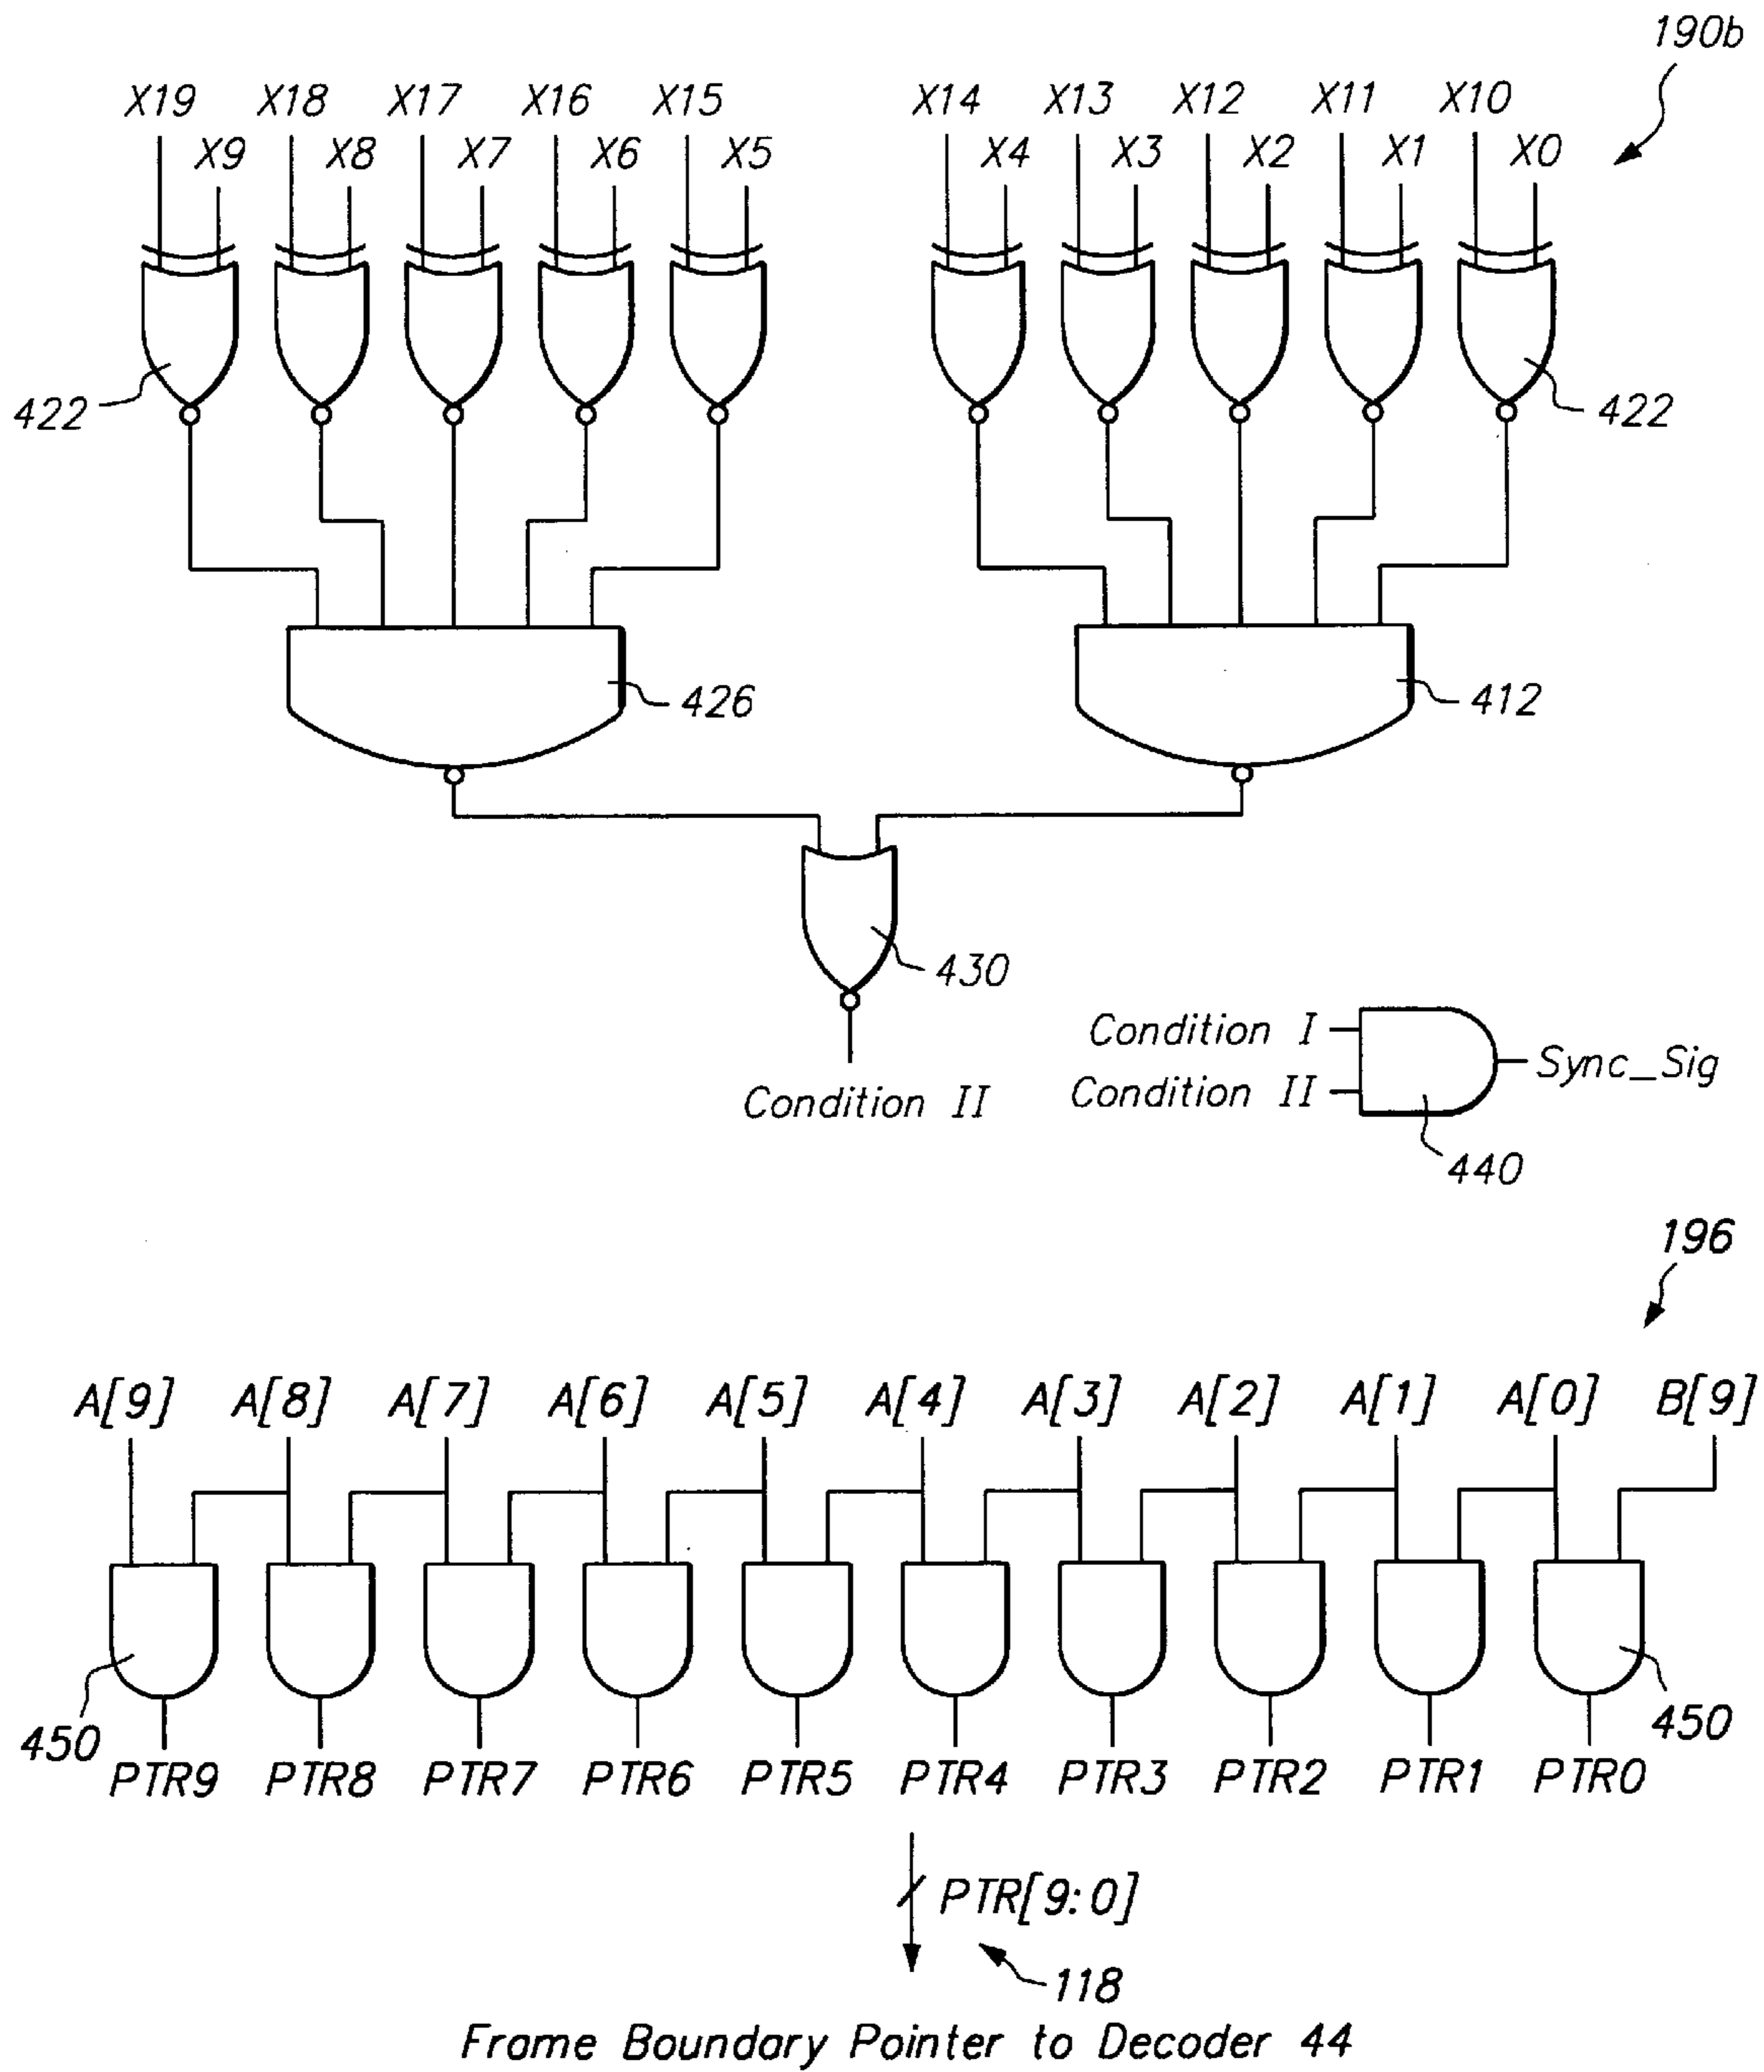 190b
X19 X18 X17 X16 X15 X14 X13 X12 X11 X10
X9 X8 X7 X6 X5 X4 X3 X2 X1 X0
422 422
426 412
430
Condition I
Condition II
Sync_Sig
Condition II
440
196
A[9] A[8] A[7] A[6] A[5] A[4] A[3] A[2] A[1] A[0] B[9]
450 450
PTR9 PTR8 PTR7 PTR6 PTR5 PTR4 PTR3 PTR2 PTR1 PTR0
PTR[9:0]
118
Frame Boundary Pointer to Decoder 44